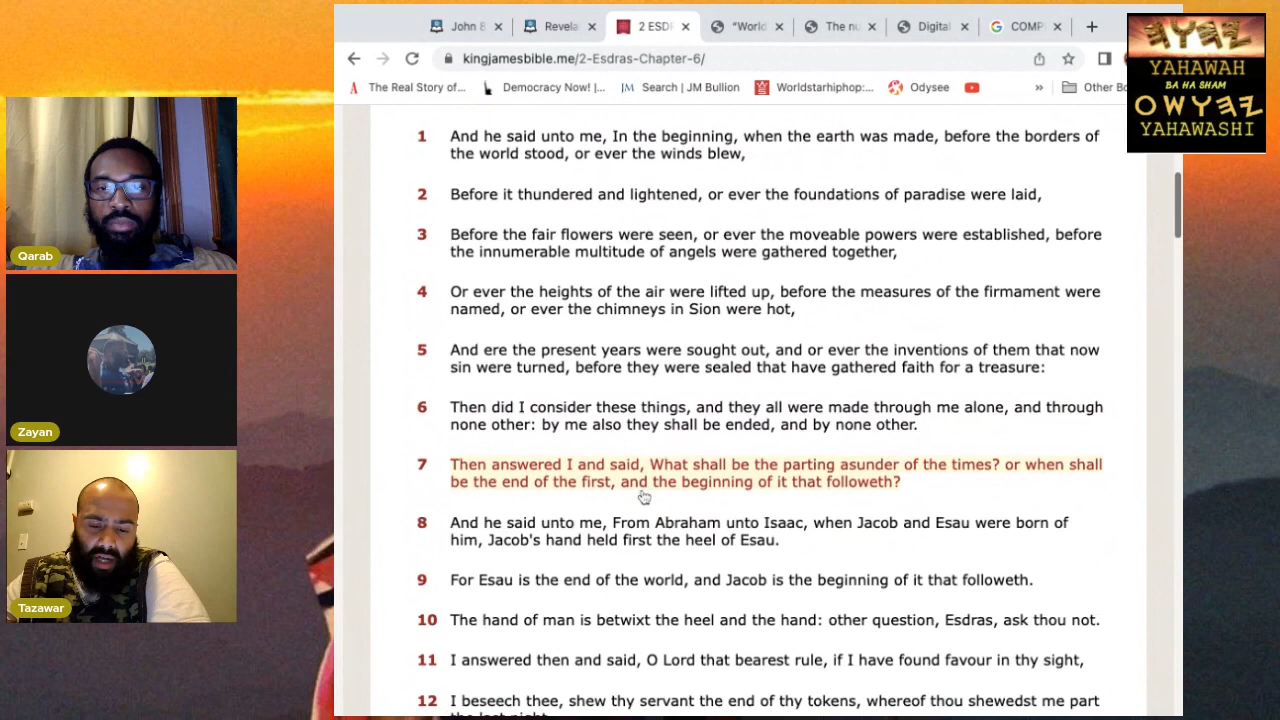 John 8
Revela
2 ESDR
"World
The nu
Digital
COMP
kingjamesbible.me/2-Esdras-Chapter-6/
The Real Story of...
Democracy Now! |...
Search | JM Bullion
Worldstarhiphop:...
Odysee
»
Other Bo
1 And he said unto me, In the beginning, when the earth was made, before the borders of
the world stood, or ever the winds blew,
2 Before it thundered and lightened, or ever the foundations of paradise were laid,
3 Before the fair flowers were seen, or ever the moveable powers were established, before
the innumerable multitude of angels were gathered together,
4 Or ever the heights of the air were lifted up, before the measures of the firmament were
named, or ever the chimneys in Sion were hot,
5 And ere the present years were sought out, and or ever the inventions of them that now
sin were turned, before they were sealed that have gathered faith for a treasure:
6 Then did I consider these things, and they all were made through me alone, and through
none other: by me also they shall be ended, and by none other.
7 Then answered I and said, What shall be the parting asunder of the times? or when shall
be the end of the first, and the beginning of it that followeth?
8 And he said unto me, From Abraham unto Isaac, when Jacob and Esau were born of
him, Jacob's hand held first the heel of Esau.
9 For Esau is the end of the world, and Jacob is the beginning of it that followeth.
10 The hand of man is betwixt the heel and the hand: other question, Esdras, ask thou not.
11 I answered then and said, O Lord that bearest rule, if I have found favour in thy sight,
12 I beseech thee, shew thy servant the end of thy tokens, whereof thou shewedst me part
the last night.
YAHAWAH
BA HA SHAM
YAHAWASHI
Qarab
Zayan
Tazawar